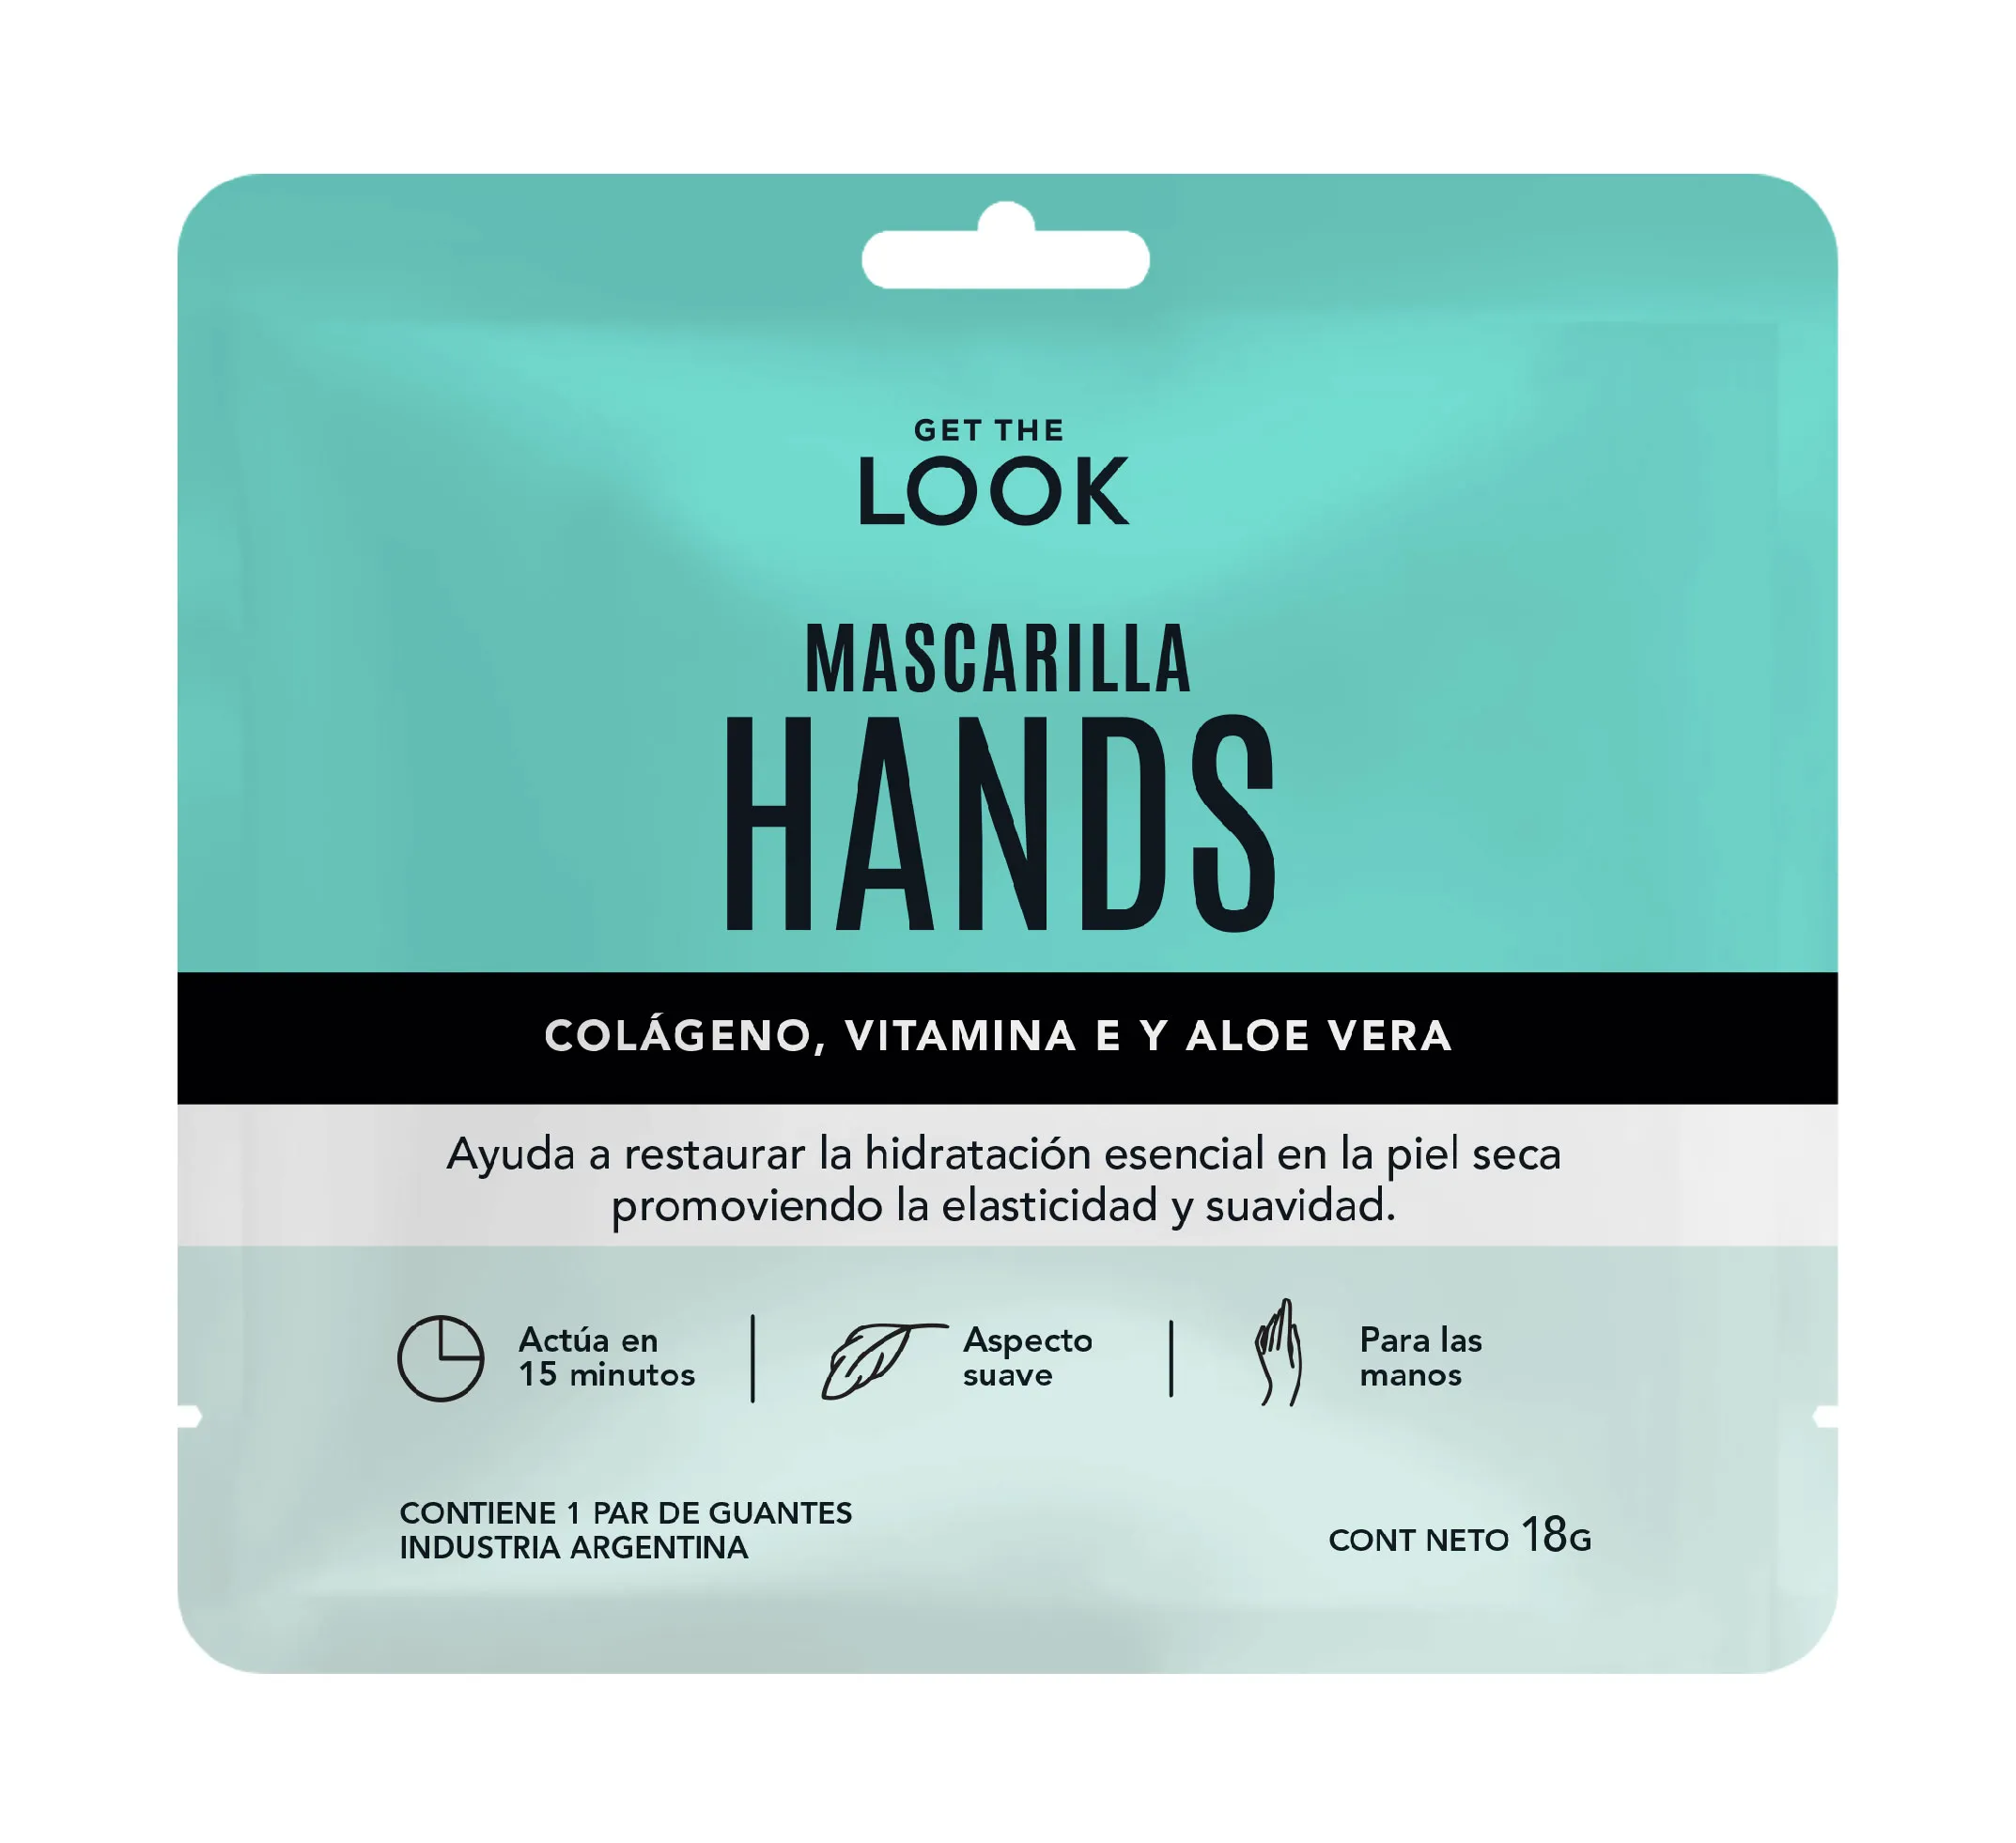 GET THE
LOOK
MASCARILLA
HANDS
COLÁGENO, VITAMINA E Y ALOE VERA
Ayuda a restaurar la hidratación esencial en la piel seca
promoviendo la elasticidad y suavidad.
Actúa en
15 minutos
Aspecto
suave
Para las
manos
CONTIENE 1 PAR DE GUANTES
INDUSTRIA ARGENTINA
CONT NETO 18G